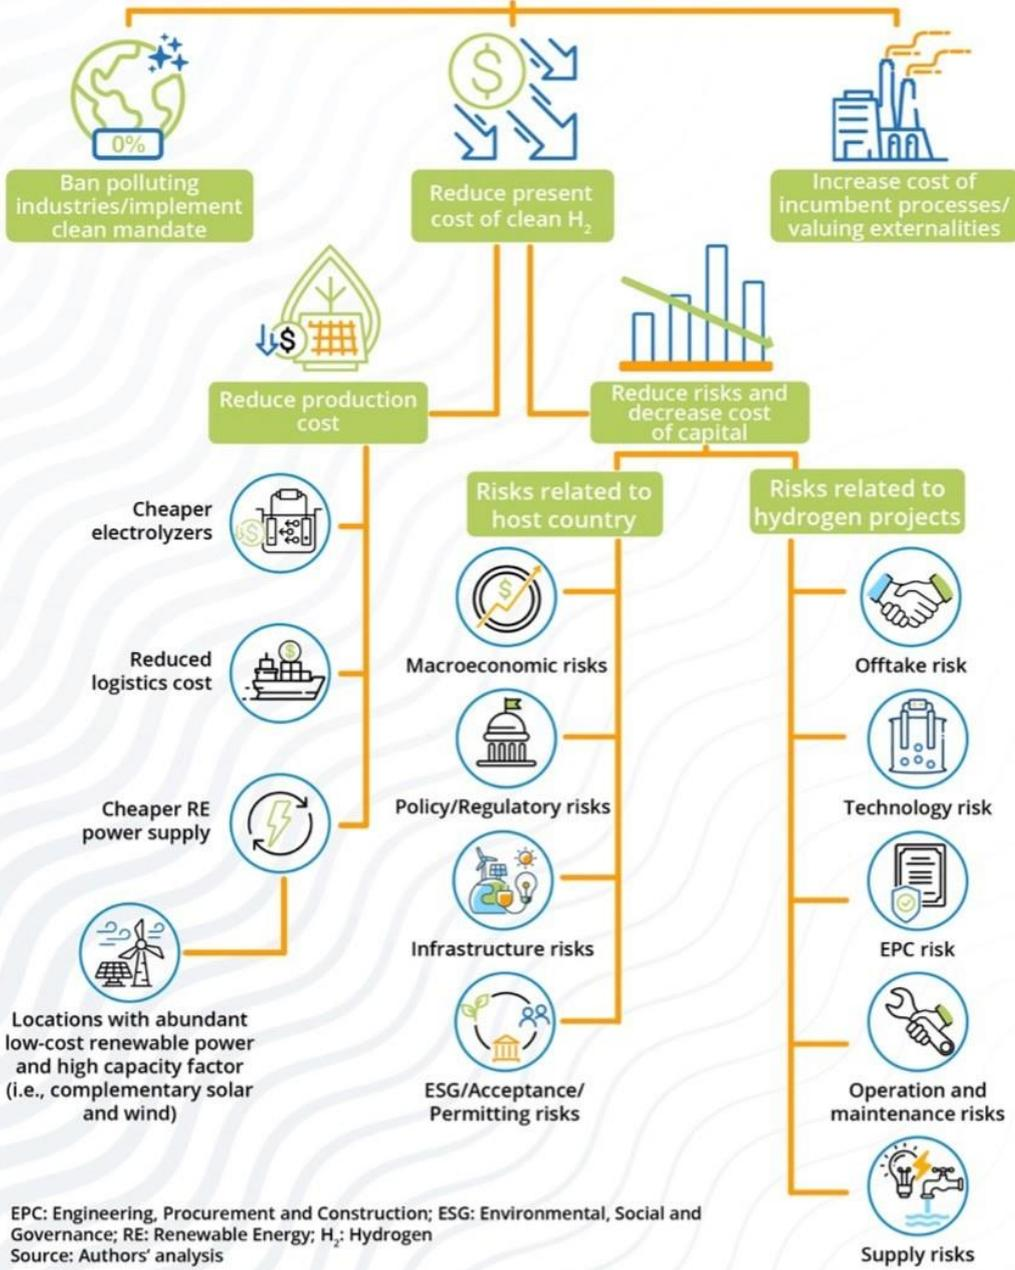 0%
Ban polluting
industries/implement
clean mandate
$
Reduce present
cost of clean H₂
Increase cost of
incumbent processes/
valuing externalities
$
Reduce production
cost
Reduce risks and
decrease cost
of capital
Cheaper
electrolyzers
$
Reduced
logistics cost
$
Cheaper RE
power supply
Locations with abundant
low-cost renewable power
and high capacity factor
(i.e., complementary solar
and wind)
Risks related to
host country
$
Macroeconomic risks
Policy/Regulatory risks
Infrastructure risks
ESG/Acceptance/
Permitting risks
Risks related to
hydrogen projects
Offtake risk
Technology risk
EPC risk
Operation and
maintenance risks
Supply risks
EPC: Engineering, Procurement and Construction; ESG: Environmental, Social and
Governance; RE: Renewable Energy; H₂: Hydrogen
Source: Authors’ analysis